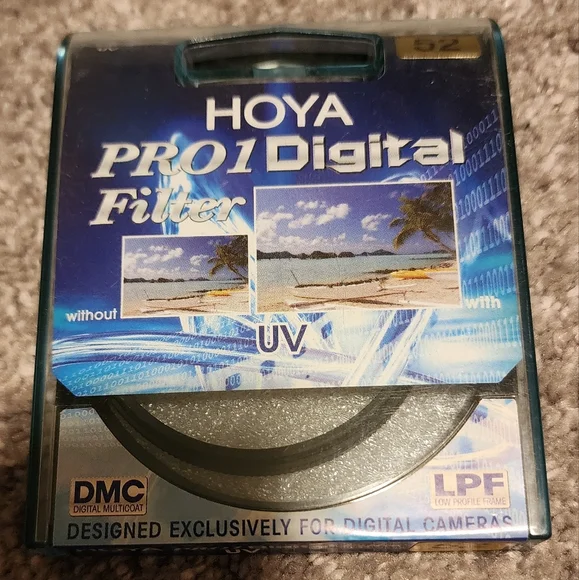 52
HOYA
PRO1 Digital
Filter
without
with
UV
DMC
DIGITAL MULTICOAT
LPF
LOW PROFILE FRAME
DESIGNED EXCLUSIVELY FOR DIGITAL CAMERAS
UV